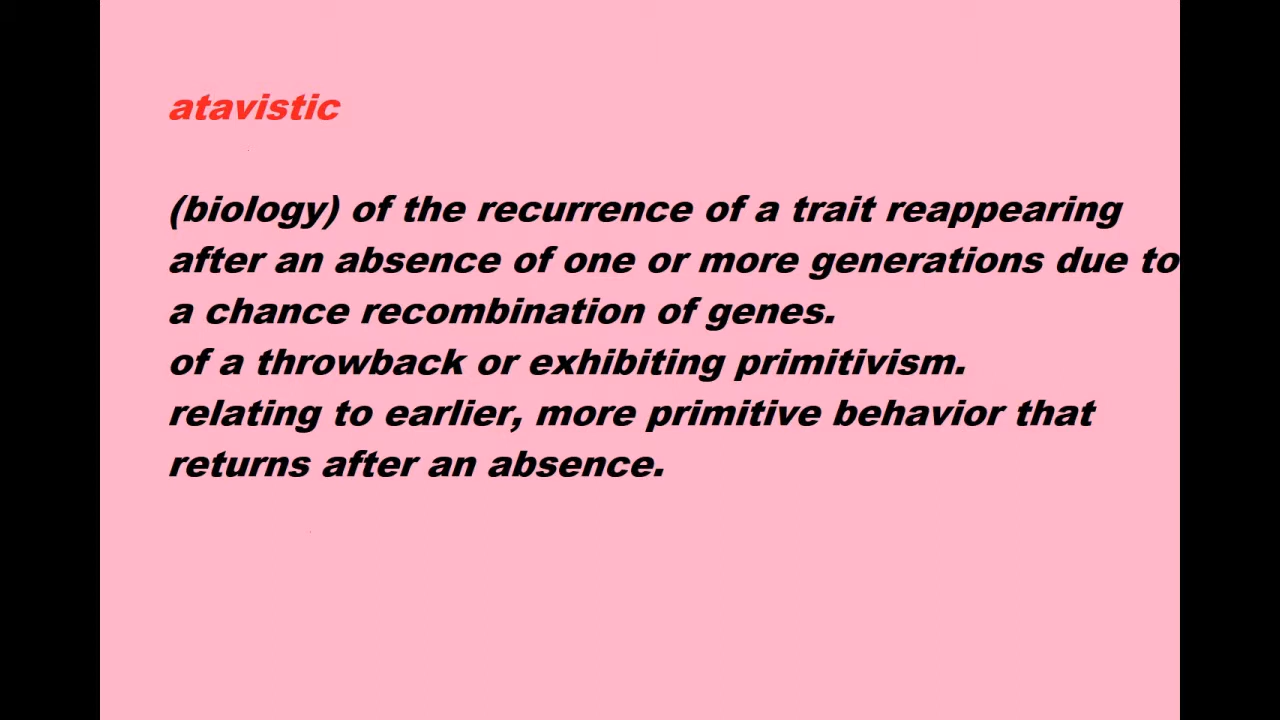 atavistic
(biology) of the recurrence of a trait reappearing
after an absence of one or more generations due to
a chance recombination of genes.
of a throwback or exhibiting primitivism.
relating to earlier, more primitive behavior that
returns after an absence.